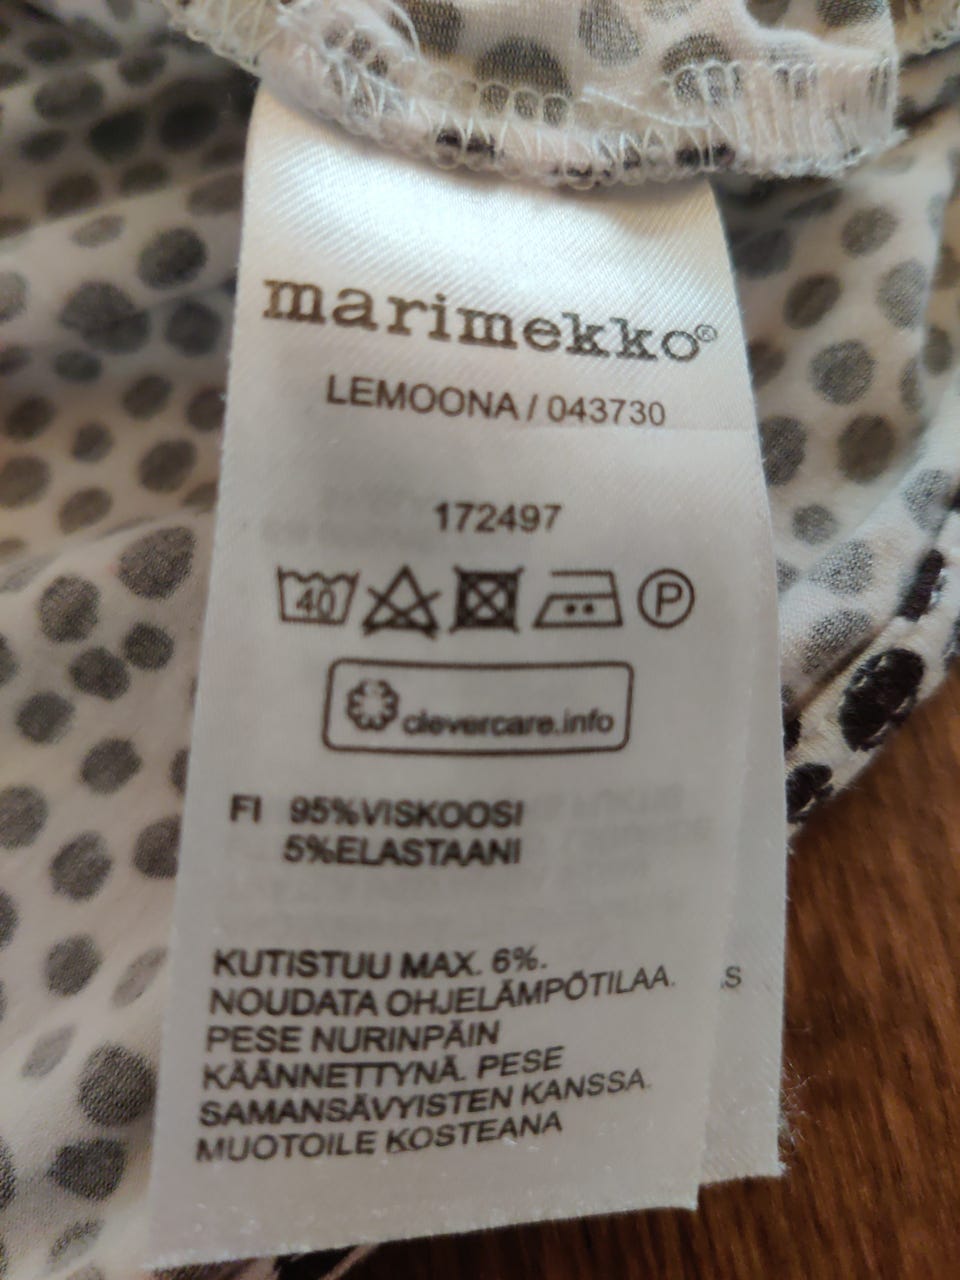 marimekko®
LEMOONA / 043730
172497
40 P
clevercare.info
FI 95%VISKOOSI
5%ELASTAANI
KUTISTUU MAX. 6%.
NOUDATA OHJELÄMPÖTILAA.
PESE NURINPÄIN
KÄÄNNETTYNÄ. PESE
SAMANSÄVYISTEN KANSSA.
MUOTOILE KOSTEANA